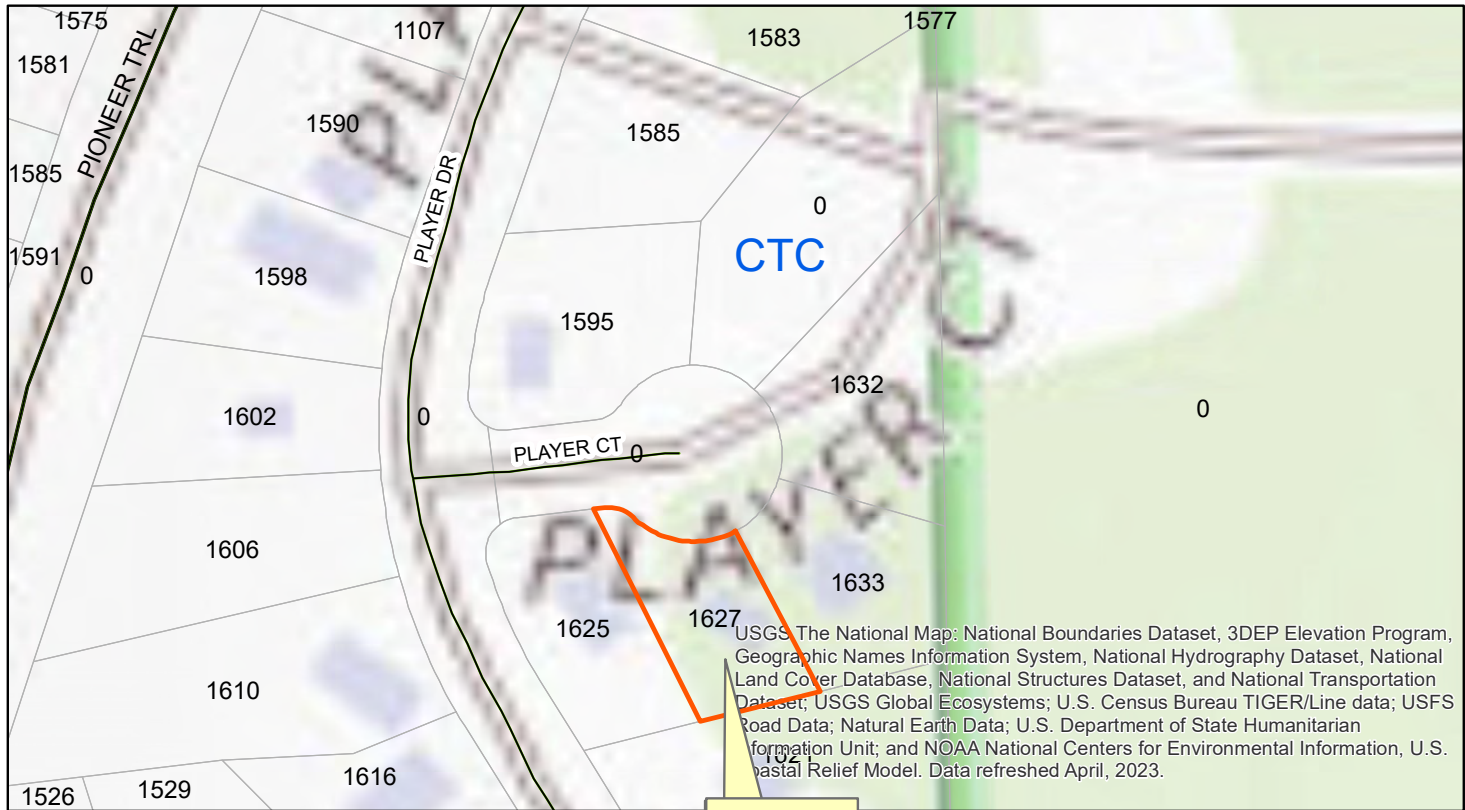 1575
1107
1577
1583
1581
PIONEER TRL
PLA
1590
1585
1585
PLAYER DR
0
1591
0
1598
CTC
1595
PLAYER CT
1632
0
1602
0
PLAYER CT
0
1606
1633
1627
1625
USGS The National Map: National Boundaries Dataset, 3DEP Elevation Program,
Geographic Names Information System, National Hydrography Dataset, National
Land Cover Database, National Structures Dataset, and National Transportation
Dataset; USGS Global Ecosystems; U.S. Census Bureau TIGER/Line data; USFS
Road Data; Natural Earth Data; U.S. Department of State Humanitarian
Information Unit; and NOAA National Centers for Environmental Information, U.S.
Coastal Relief Model. Data refreshed April, 2023.
1610
1621
1616
1529
1526